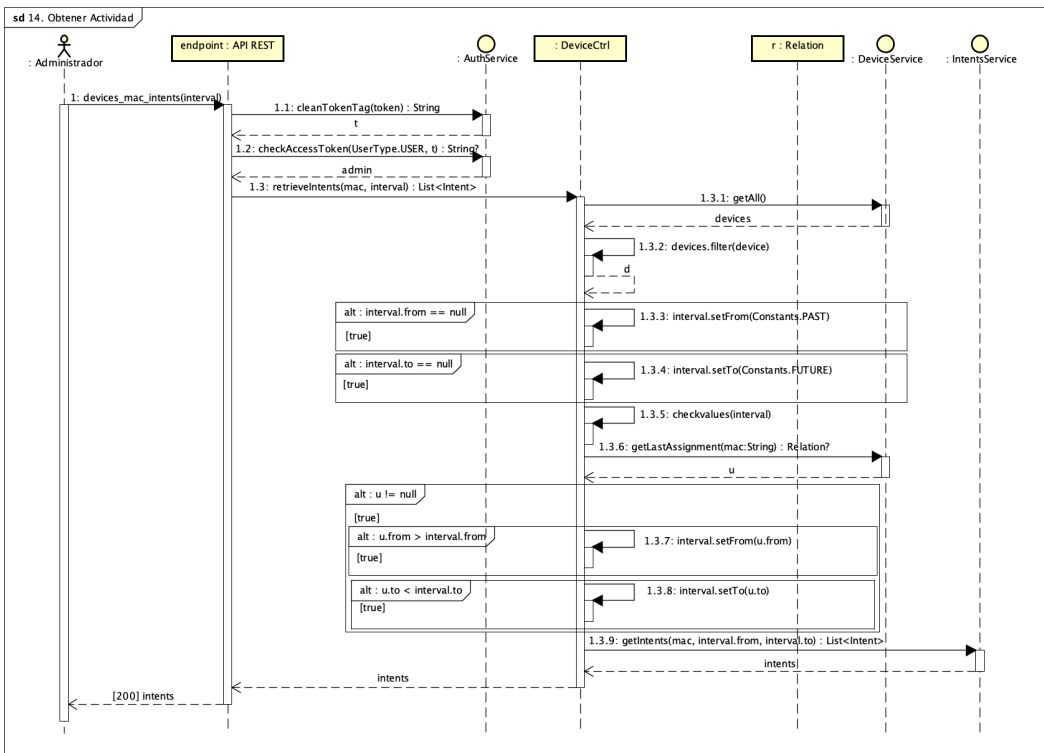 sd 14. Obtener Actividad
: Administrador
endpoint : API REST
: AuthService
: DeviceCtrl
r : Relation
: DeviceService
: IntentsService
1: devices_mac_intents(interval)
1.1: cleanTokenTag(token) : String
t
1.2: checkAccessToken(UserType.USER, t) : String?
admin
1.3: retrieveIntents(mac, interval) : List<Intent>
1.3.1: getAll()
devices
1.3.2: devices.filter(device)
d
alt : interval.from == null
[true]
1.3.3: interval.setFrom(Constants.PAST)
alt : interval.to == null
[true]
1.3.4: interval.setTo(Constants.FUTURE)
1.3.5: checkvalues(interval)
1.3.6: getLastAssignment(mac:String) : Relation?
u
alt : u != null
[true]
alt : u.from > interval.from
[true]
1.3.7: interval.setFrom(u.from)
alt : u.to < interval.to
[true]
1.3.8: interval.setTo(u.to)
1.3.9: getIntents(mac, interval.from, interval.to) : List<Intent>
intents
intents
[200] intents